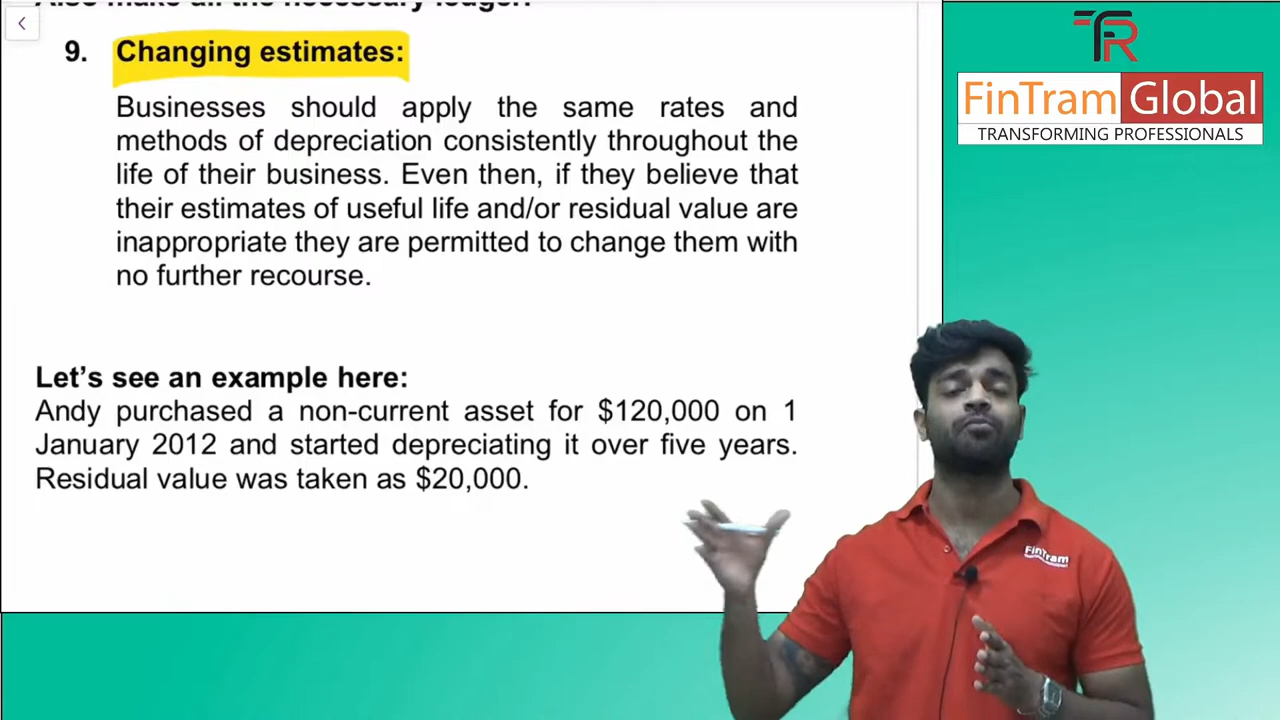 9. Changing estimates:
Businesses should apply the same rates and
methods of depreciation consistently throughout the
life of their business. Even then, if they believe that
their estimates of useful life and/or residual value are
inappropriate they are permitted to change them with
no further recourse.
Let’s see an example here:
Andy purchased a non-current asset for $120,000 on 1
January 2012 and started depreciating it over five years.
Residual value was taken as $20,000.
FinTram Global
TRANSFORMING PROFESSIONALS
FinTram